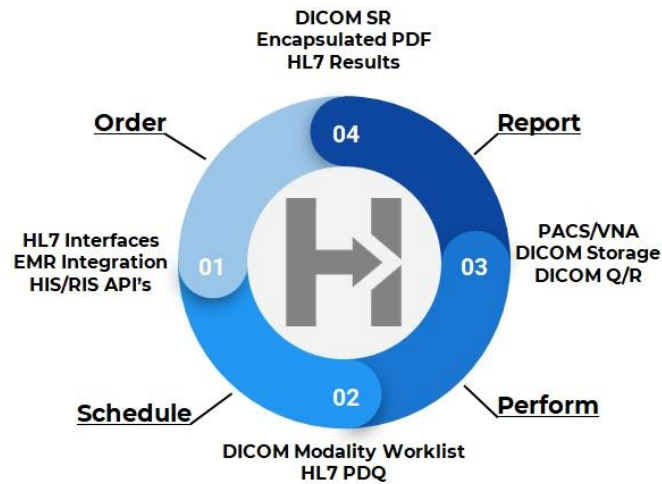 DICOM SR
Encapsulated PDF
HL7 Results
Order
Report
04
HL7 Interfaces
EMR Integration
HIS/RIS API's
01
03
PACS/VNA
DICOM Storage
DICOM Q/R
Schedule
02
Perform
DICOM Modality Worklist
HL7 PDQ